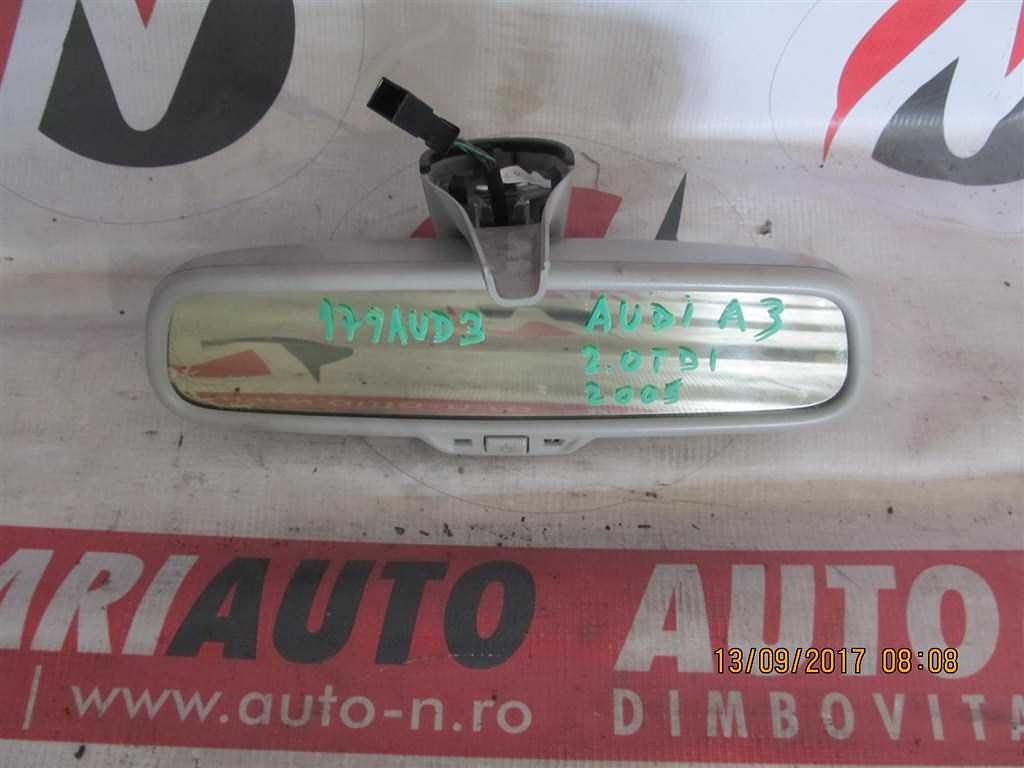 179AUD3
AUDI A3
2.0TDI
2005
ARIAUTO
AUTO
www.auto-n.ro
DIMBOVITA
13/09/2017 08:08